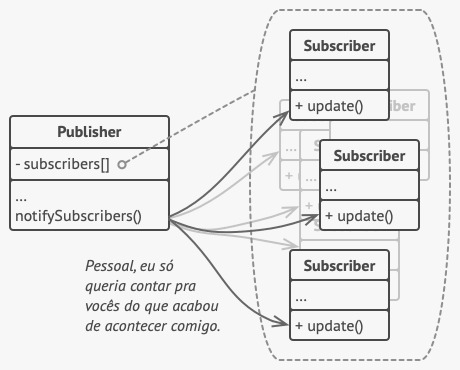 Publisher
- subscribers[]
...
notifySubscribers()
Pessoal, eu só
queria contar pra
vocês do que acabou
de acontecer comigo.
Subscriber
...
+ update()
Subscriber
...
+ update()
Subscriber
...
+ update()